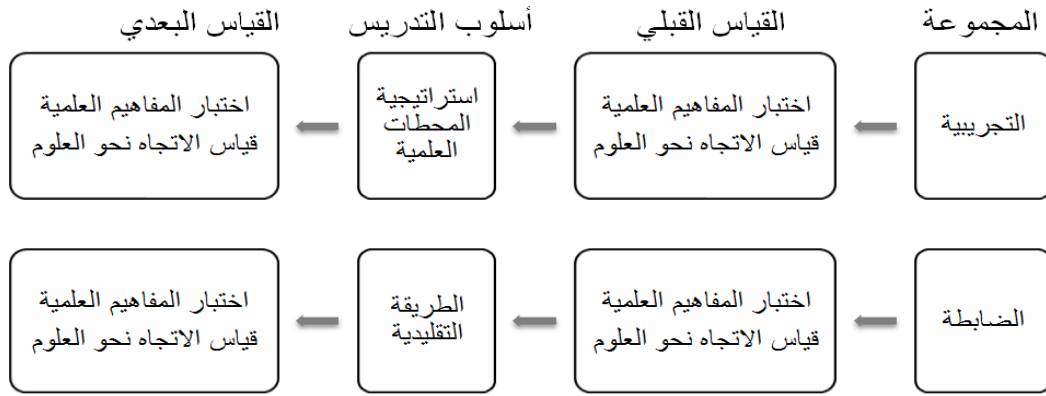 المجموعة
القياس القبلي
أسلوب التدريس
القياس البعدي
التجريبية
اختبار المفاهيم العلمية
قياس الاتجاه نحو العلوم
استراتيجية
المحطات
العلمية
اختبار المفاهيم العلمية
قياس الاتجاه نحو العلوم
الضابطة
اختبار المفاهيم العلمية
قياس الاتجاه نحو العلوم
الطريقة
التقليدية
اختبار المفاهيم العلمية
قياس الاتجاه نحو العلوم